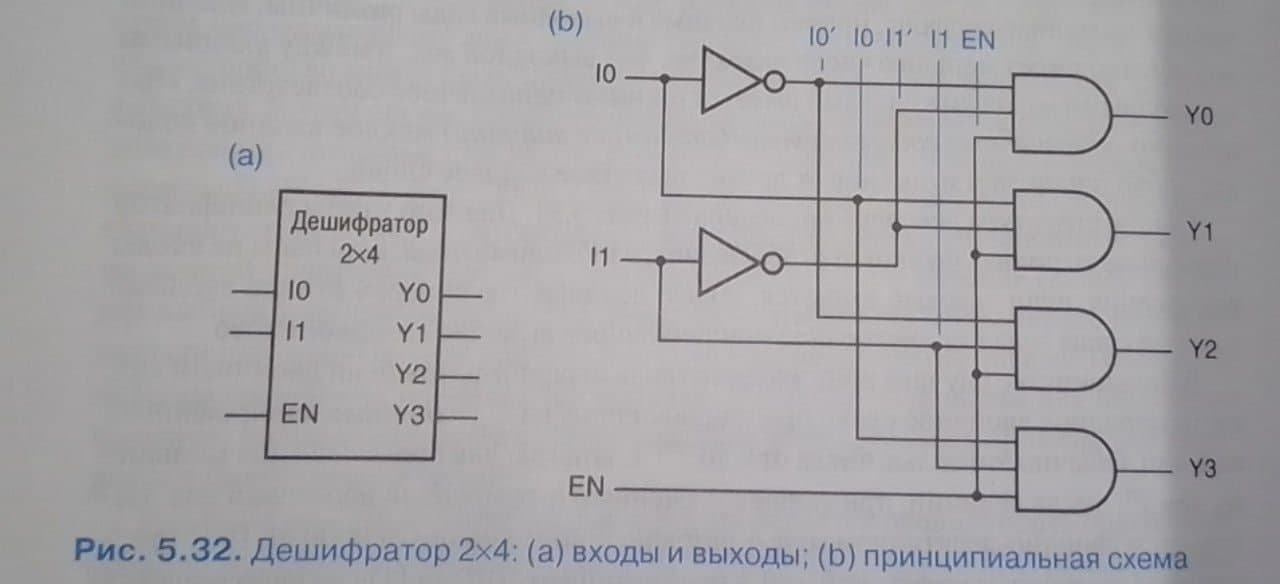 (b)
I0′ I0 I1′ I1 EN
I0
Y0
(a)
Дешифратор
2×4
Y1
I1
I0 Y0
I1 Y1
Y2
Y2
EN Y3
Y3
EN
Рис. 5.32. Дешифратор 2×4: (a) входы и выходы; (b) принципиальная схема